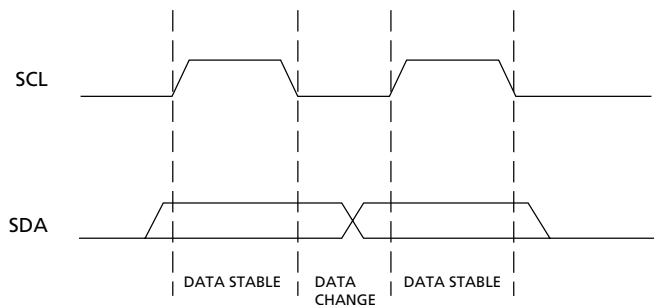 SCL
SDA
DATA STABLE
DATA
CHANGE
DATA STABLE